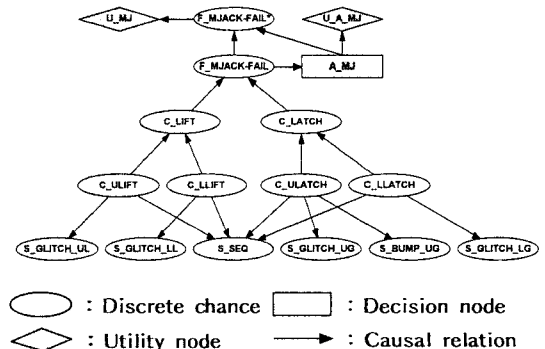 U_MJ F_MJACK-FAIL* U_A_MJ
F_MJACK-FAIL A_MJ
C_LIFT C_LATCH
C_ULIFT C_LLIFT C_ULATCH C_LLATCH
S_GLITCH_UL S_GLITCH_LL S_SEQ S_GLITCH_UG S_BUMP_UG S_GLITCH_LG
: Discrete chance : Decision node
: Utility node : Causal relation